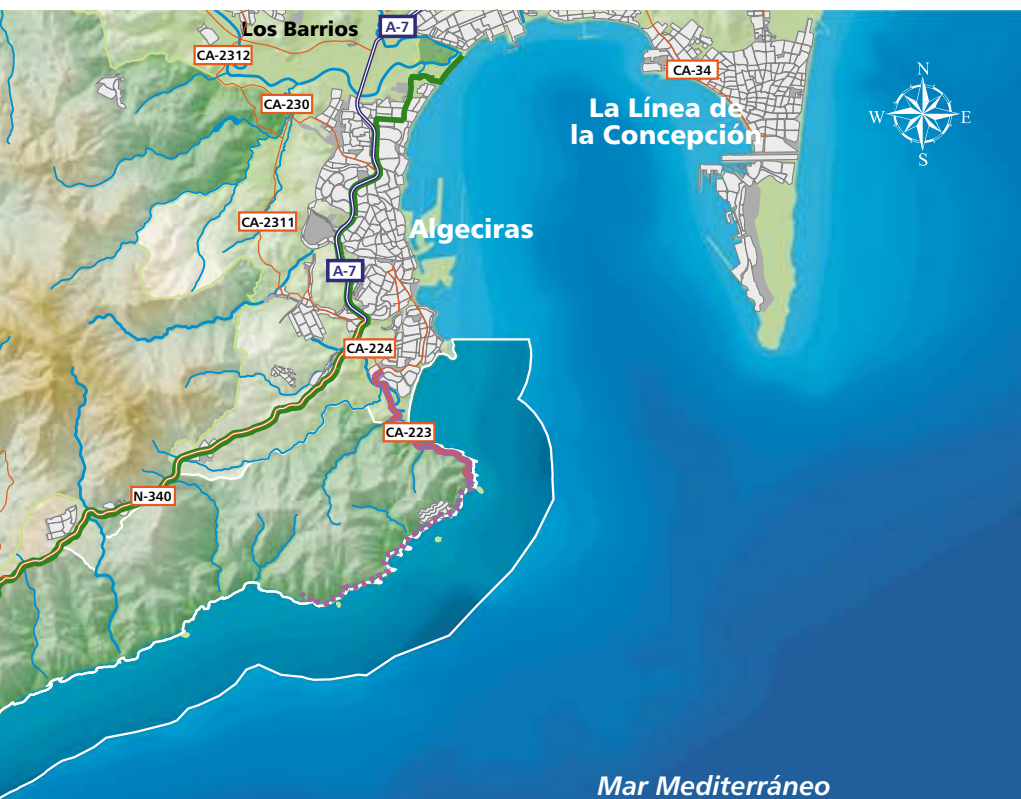 Los Barrios
A-7
CA-2312
CA-34
N
W E
S
CA-230
La Línea de
la Concepción
CA-2311
Algeciras
A-7
CA-224
CA-223
N-340
Mar Mediterráneo